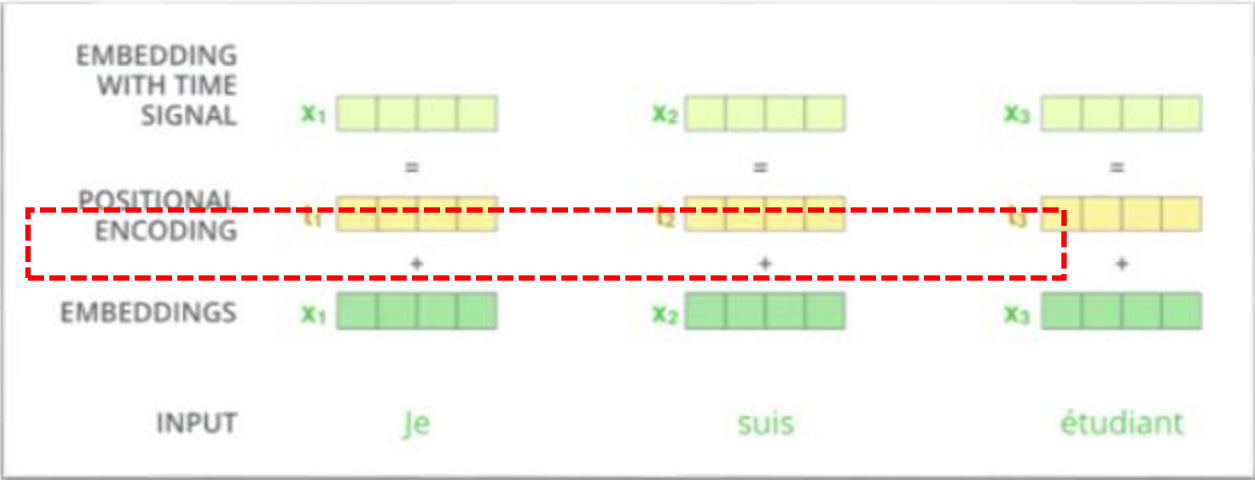 EMBEDDING
WITH TIME
SIGNAL
x₁ x₂ x₃
= = =
POSITIONAL
ENCODING
t₁ t₂ t₃
+ + +
EMBEDDINGS x₁ x₂ x₃
INPUT Je suis étudiant